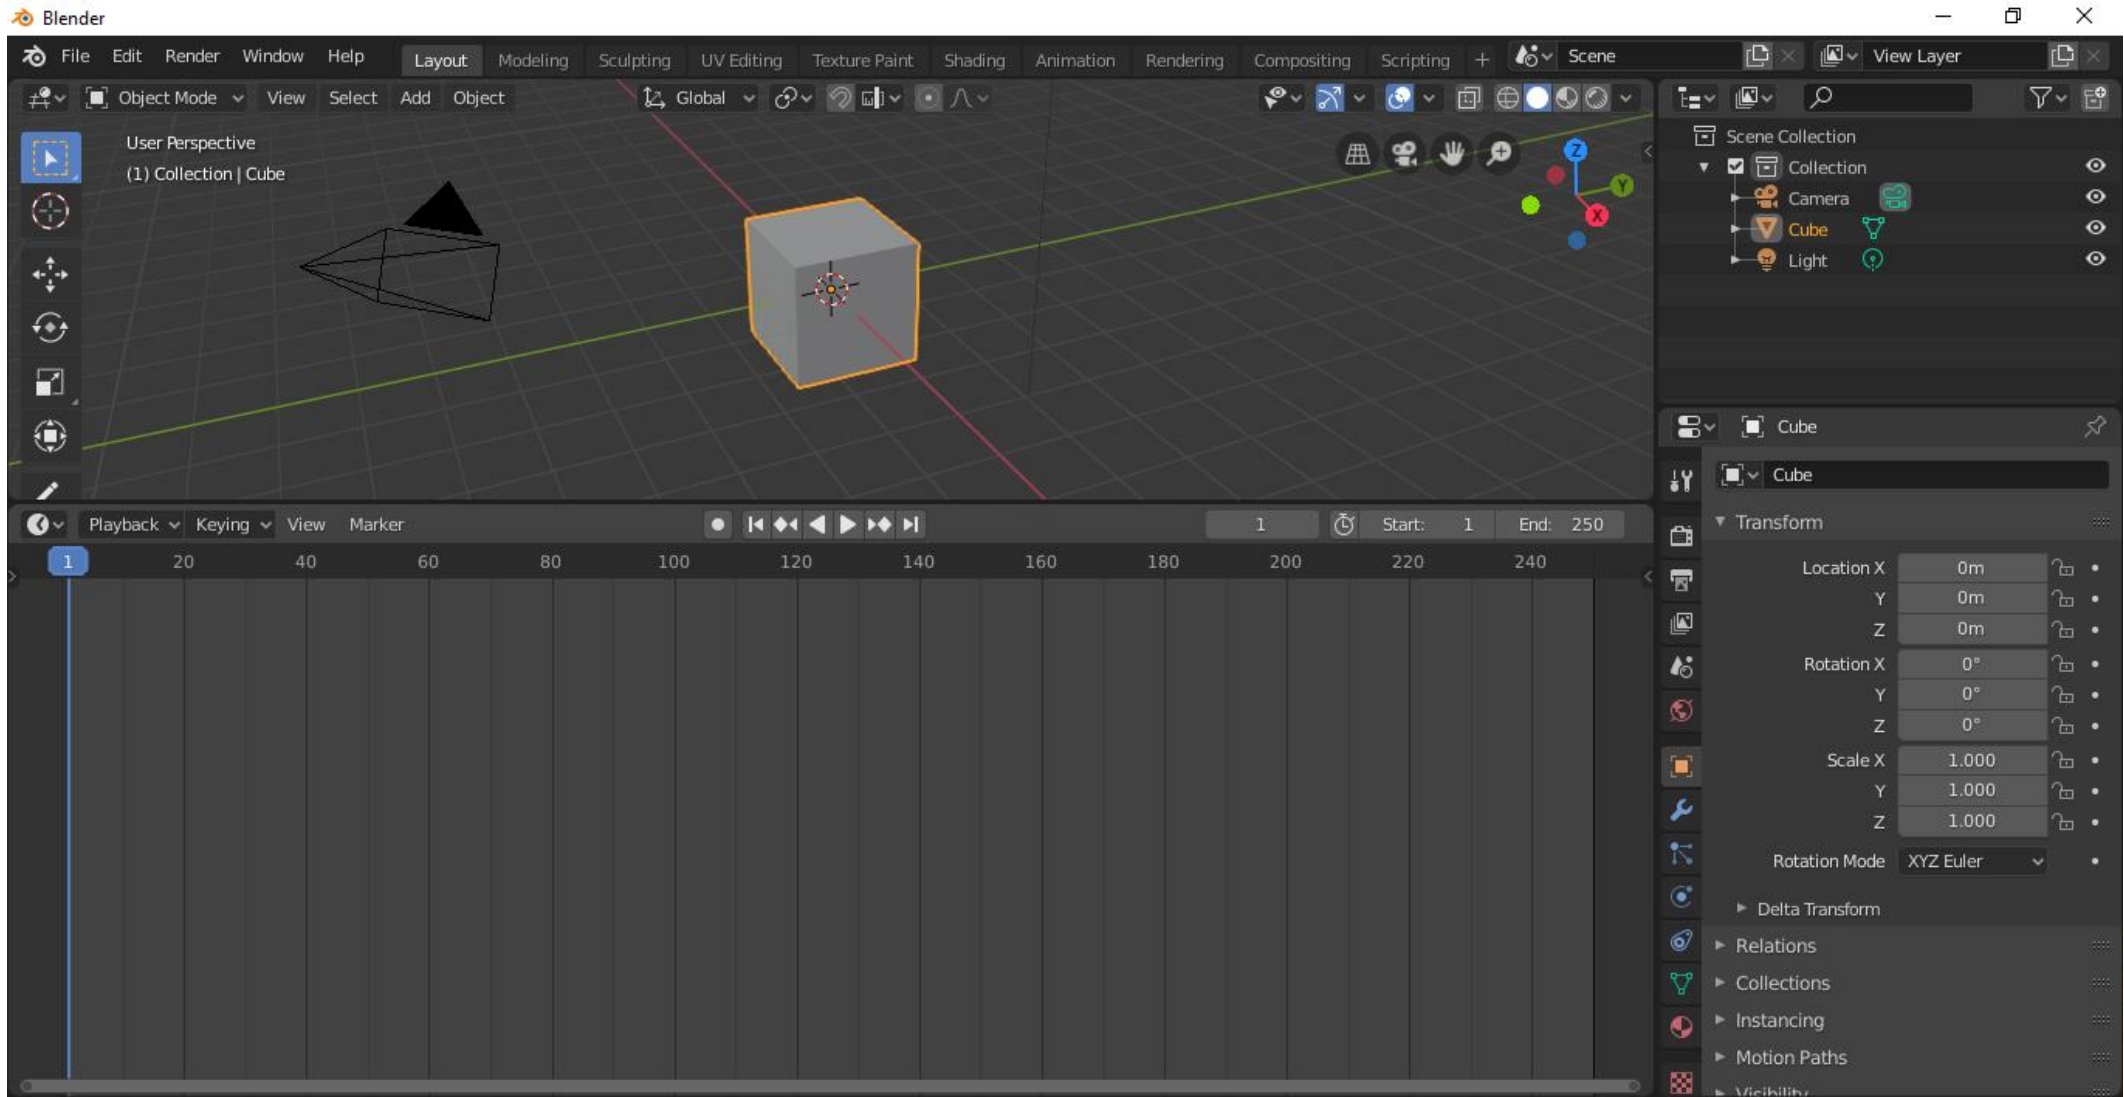 Blender
File Edit Render Window Help Layout Modeling Sculpting UV Editing Texture Paint Shading Animation Rendering Compositing Scripting + Scene View Layer
Object Mode View Select Add Object Global
User Perspective
(1) Collection | Cube
Z
Y
X
Scene Collection
Collection
Camera
Cube
Light
Cube
Cube
Playback Keying View Marker 1 Start: 1 End: 250
1 20 40 60 80 100 120 140 160 180 200 220 240
Transform
Location X 0m
Y 0m
Z 0m
Rotation X 0°
Y 0°
Z 0°
Scale X 1.000
Y 1.000
Z 1.000
Rotation Mode XYZ Euler
Delta Transform
Relations
Collections
Instancing
Motion Paths
Visibility